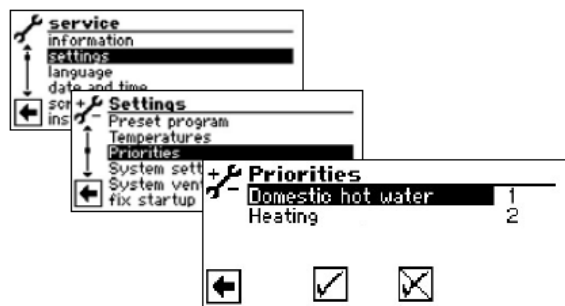 service
information
settings
language
date and time
Settings
Preset program
Temperatures
Priorities
System sett
System ven
fix startup
Priorities
Domestic hot water 1
Heating 2